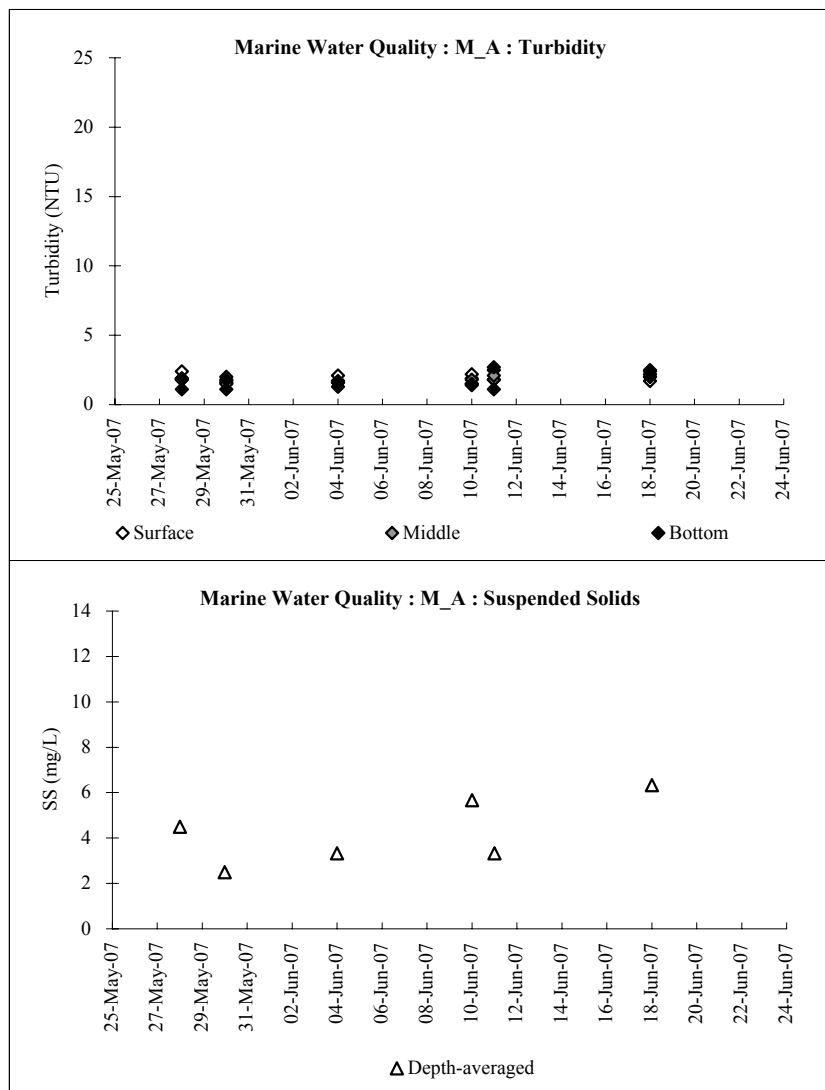 Marine Water Quality : M_A : Turbidity
25
20
15
10
5
0
Turbidity (NTU)
25-May-07
27-May-07
29-May-07
31-May-07
02-Jun-07
04-Jun-07
06-Jun-07
08-Jun-07
10-Jun-07
12-Jun-07
14-Jun-07
16-Jun-07
18-Jun-07
20-Jun-07
22-Jun-07
24-Jun-07
Surface Middle Bottom
Marine Water Quality : M_A : Suspended Solids
14
12
10
8
6
4
2
0
SS (mg/L)
25-May-07
27-May-07
29-May-07
31-May-07
02-Jun-07
04-Jun-07
06-Jun-07
08-Jun-07
10-Jun-07
12-Jun-07
14-Jun-07
16-Jun-07
18-Jun-07
20-Jun-07
22-Jun-07
24-Jun-07
Depth-averaged